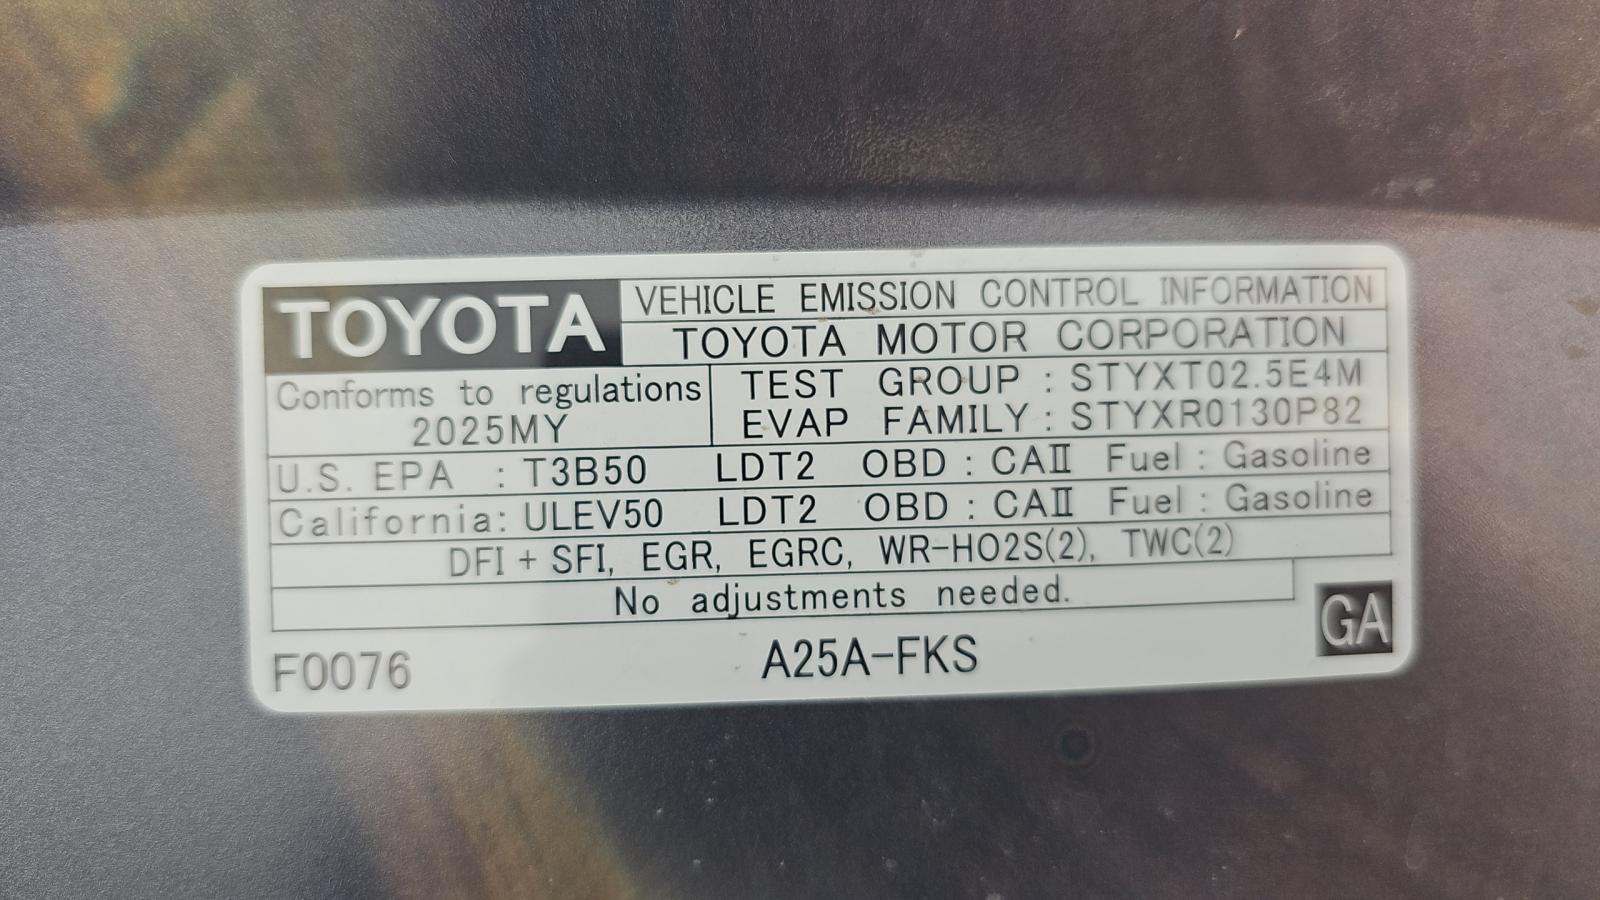 TOYOTA VEHICLE EMISSION CONTROL INFORMATION
TOYOTA MOTOR CORPORATION
Conforms to regulations
2025MY
TEST GROUP : STYXT02.5E4M
EVAP FAMILY : STYXR0130P82
U.S. EPA : T3B50 LDT2 OBD : CAⅡ Fuel : Gasoline
California: ULEV50 LDT2 OBD : CAⅡ Fuel : Gasoline
DFI + SFI, EGR, EGRC, WR-HO2S(2), TWC(2)
No adjustments needed.
GA
F0076 A25A-FKS